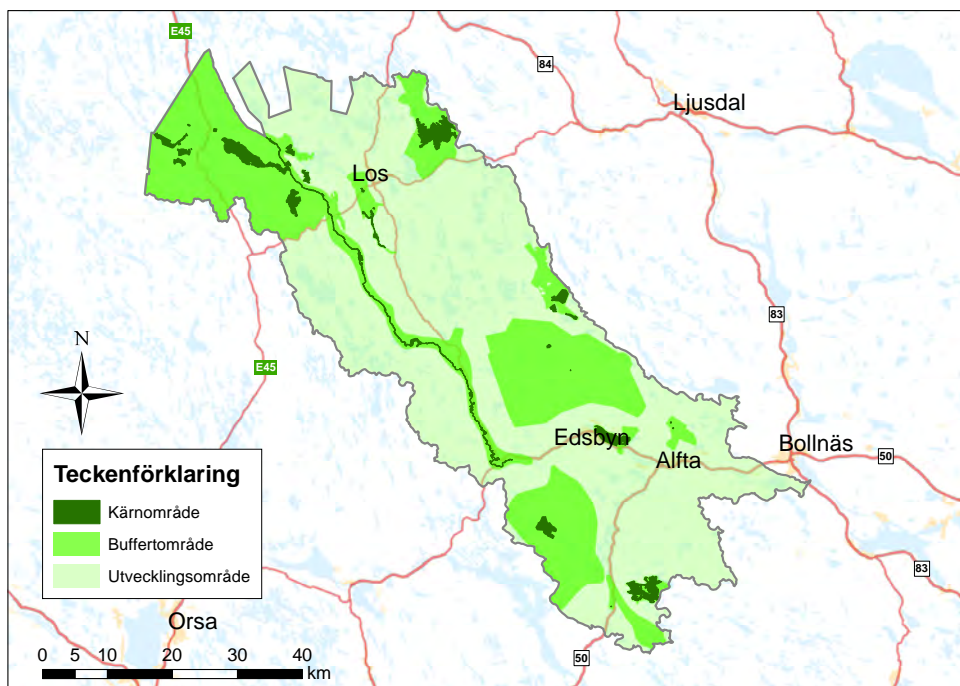 E45
84
Ljusdal
Los
83
N
E45
Edsbyn
Alfta
Bollnäs
50
Teckenförklaring
Kärnområde
Buffertområde
Utvecklingsområde
83
Orsa
0 5 10 20 30 40
km
50